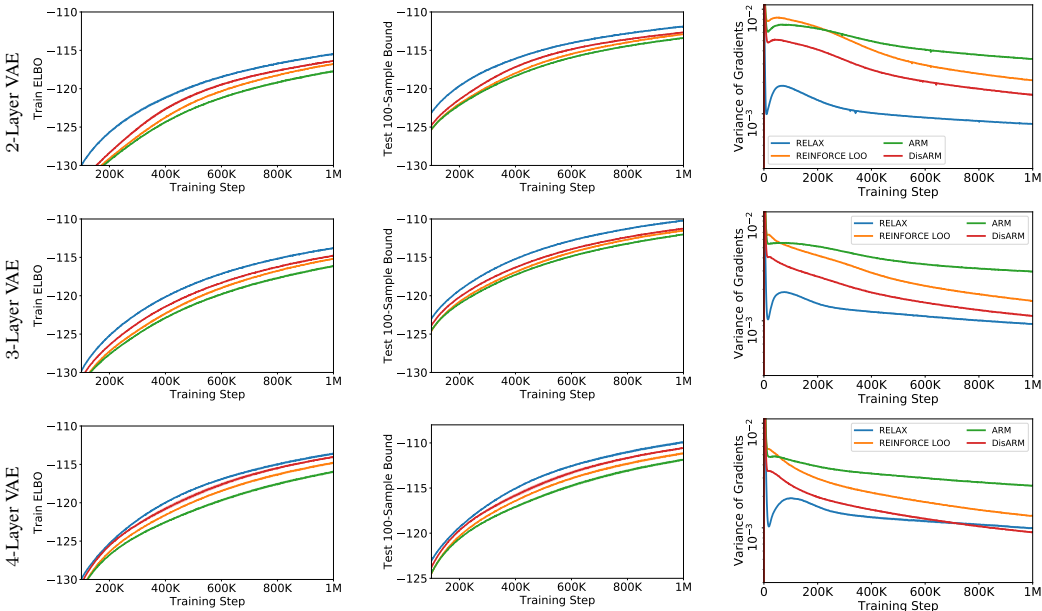 2-Layer VAE
Train ELBO
−110
−115
−120
−125
−130
200K 400K 600K 800K 1M
Training Step
Test 100-Sample Bound
−110
−115
−120
−125
−130
200K 400K 600K 800K 1M
Training Step
Variance of Gradients
10−2
10−3
RELAX
REINFORCE LOO
ARM
DisARM
0 200K 400K 600K 800K 1M
Training Step
3-Layer VAE
Train ELBO
−110
−115
−120
−125
−130
200K 400K 600K 800K 1M
Training Step
Test 100-Sample Bound
−110
−115
−120
−125
−130
200K 400K 600K 800K 1M
Training Step
Variance of Gradients
10−2
10−3
RELAX
REINFORCE LOO
ARM
DisARM
0 200K 400K 600K 800K 1M
Training Step
4-Layer VAE
Train ELBO
−110
−115
−120
−125
−130
200K 400K 600K 800K 1M
Training Step
Test 100-Sample Bound
−110
−115
−120
−125
200K 400K 600K 800K 1M
Training Step
Variance of Gradients
10−2
10−3
RELAX
REINFORCE LOO
ARM
DisARM
0 200K 400K 600K 800K 1M
Training Step